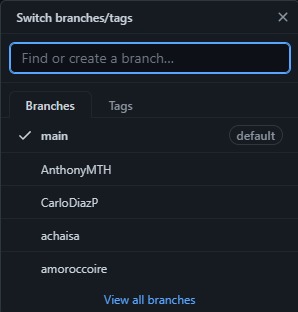 Switch branches/tags
Find or create a branch...
Branches Tags
main default
AnthonyMTH
CarloDiazP
achaisa
amoroccoire
View all branches